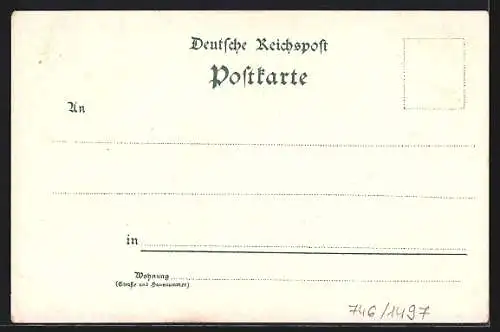 Deutsche Reichspost
Postkarte
An
in
Wohnung
(Straße und Hausnummer)
746/1497